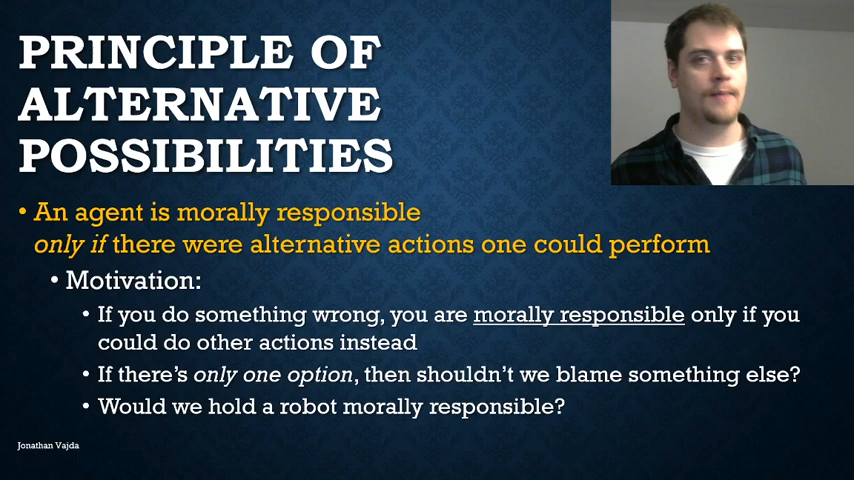 PRINCIPLE OF
ALTERNATIVE
POSSIBILITIES
• An agent is morally responsible
only if there were alternative actions one could perform
• Motivation:
• If you do something wrong, you are morally responsible only if you
could do other actions instead
• If there's only one option, then shouldn't we blame something else?
• Would we hold a robot morally responsible?
Jonathan Vajda